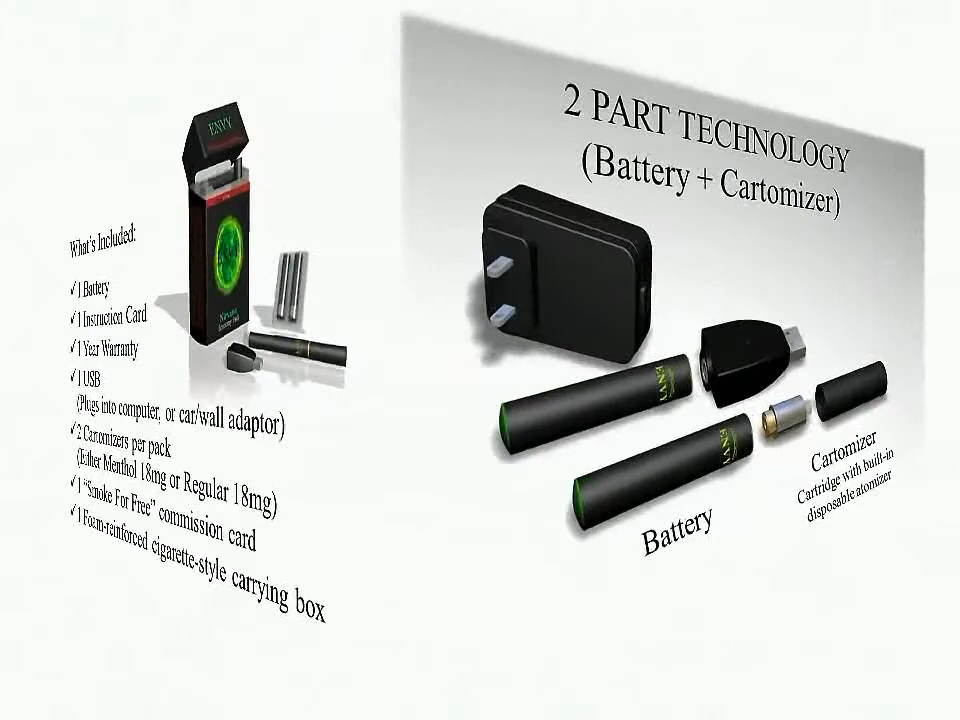 What's Included:
✓1 Battery
✓1 Instruction Card
✓1 Year Warranty
✓1 USB
(Plugs into computer, or car/wall adaptor)
✓2 Cartomizers per pack
(Either Menthol 18mg or Regular 18mg)
✓1 "Smoke For Free" commission card
✓1 Foam-reinforced cigarette-style carrying box
ENVY
2 PART TECHNOLOGY
(Battery + Cartomizer)
ENVY
ENVY
Battery
Cartomizer
Cartridge with built-in
disposable atomizer